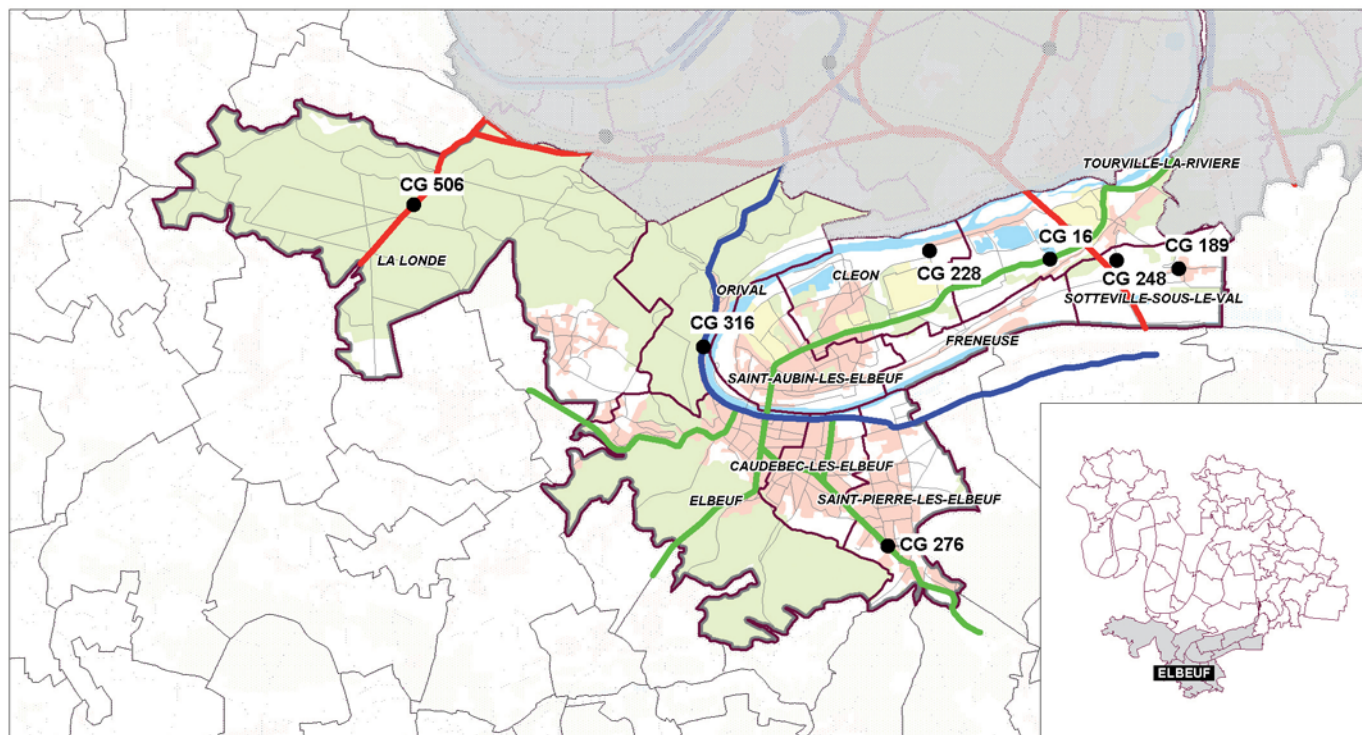 TOURVILLE-LA-RIVIERE
CG 506
CG 16
CG 189
LA LONDE
CLEON
CG 228
CG 248
ORIVAL
SOTTEVILLE-SOUS-LE-VAL
CG 316
FRENEUSE
SAINT-AUBIN-LES-ELBEUF
CAUDEBEC-LES-ELBEUF
ELBEUF
SAINT-PIERRE-LES-ELBEUF
CG 276
ELBEUF